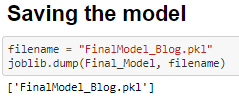 Saving the model
filename = "FinalModel_Blog.pkl"
joblib.dump(Final_Model, filename)
['FinalModel_Blog.pkl']